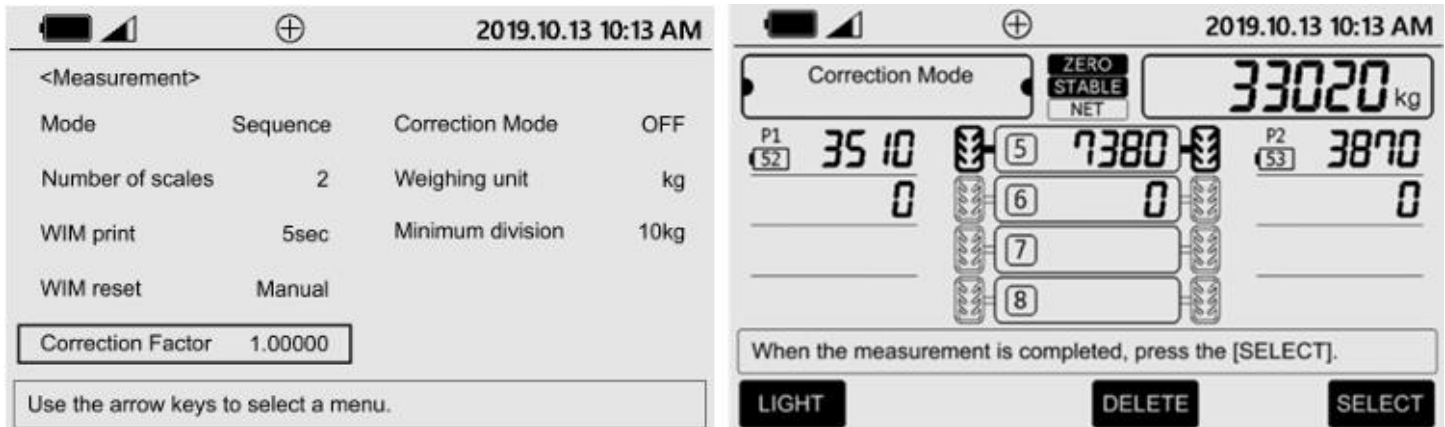 2019.10.13 10:13 AM
<Measurement>
Mode Sequence Correction Mode OFF
Number of scales 2 Weighing unit kg
WIM print 5sec Minimum division 10kg
WIM reset Manual
Correction Factor 1.00000
Use the arrow keys to select a menu.
2019.10.13 10:13 AM
Correction Mode ZERO STABLE NET 33020 kg
P1 52 3510 5 7380 P2 53 3870
0 6 0 0
7
8
When the measurement is completed, press the [SELECT].
LIGHT DELETE SELECT